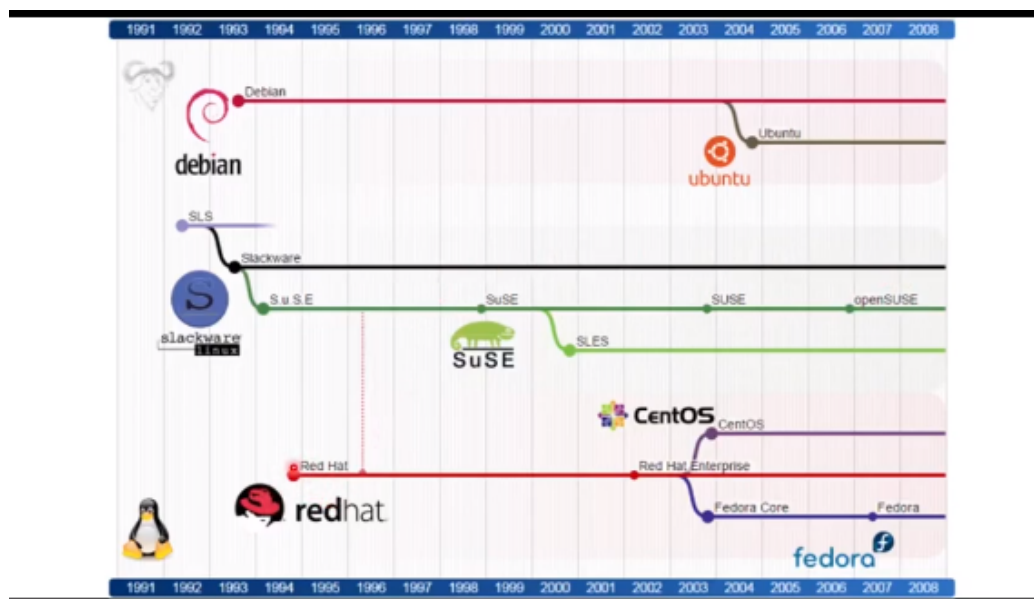 1991 1992 1993 1994 1995 1996 1997 1998 1999 2000 2001 2002 2003 2004 2005 2006 2007 2008
Debian
debian
Ubuntu
ubuntu
SLS
Slackware
S
slackware
linux
S.u.S.E
SuSE
SUSE
openSUSE
SuSE
SLES
CentOS
CentOS
Red Hat
Red Hat Enterprise
redhat
Fedora Core
Fedora
fedora
1991 1992 1993 1994 1995 1996 1997 1998 1999 2000 2001 2002 2003 2004 2005 2006 2007 2008